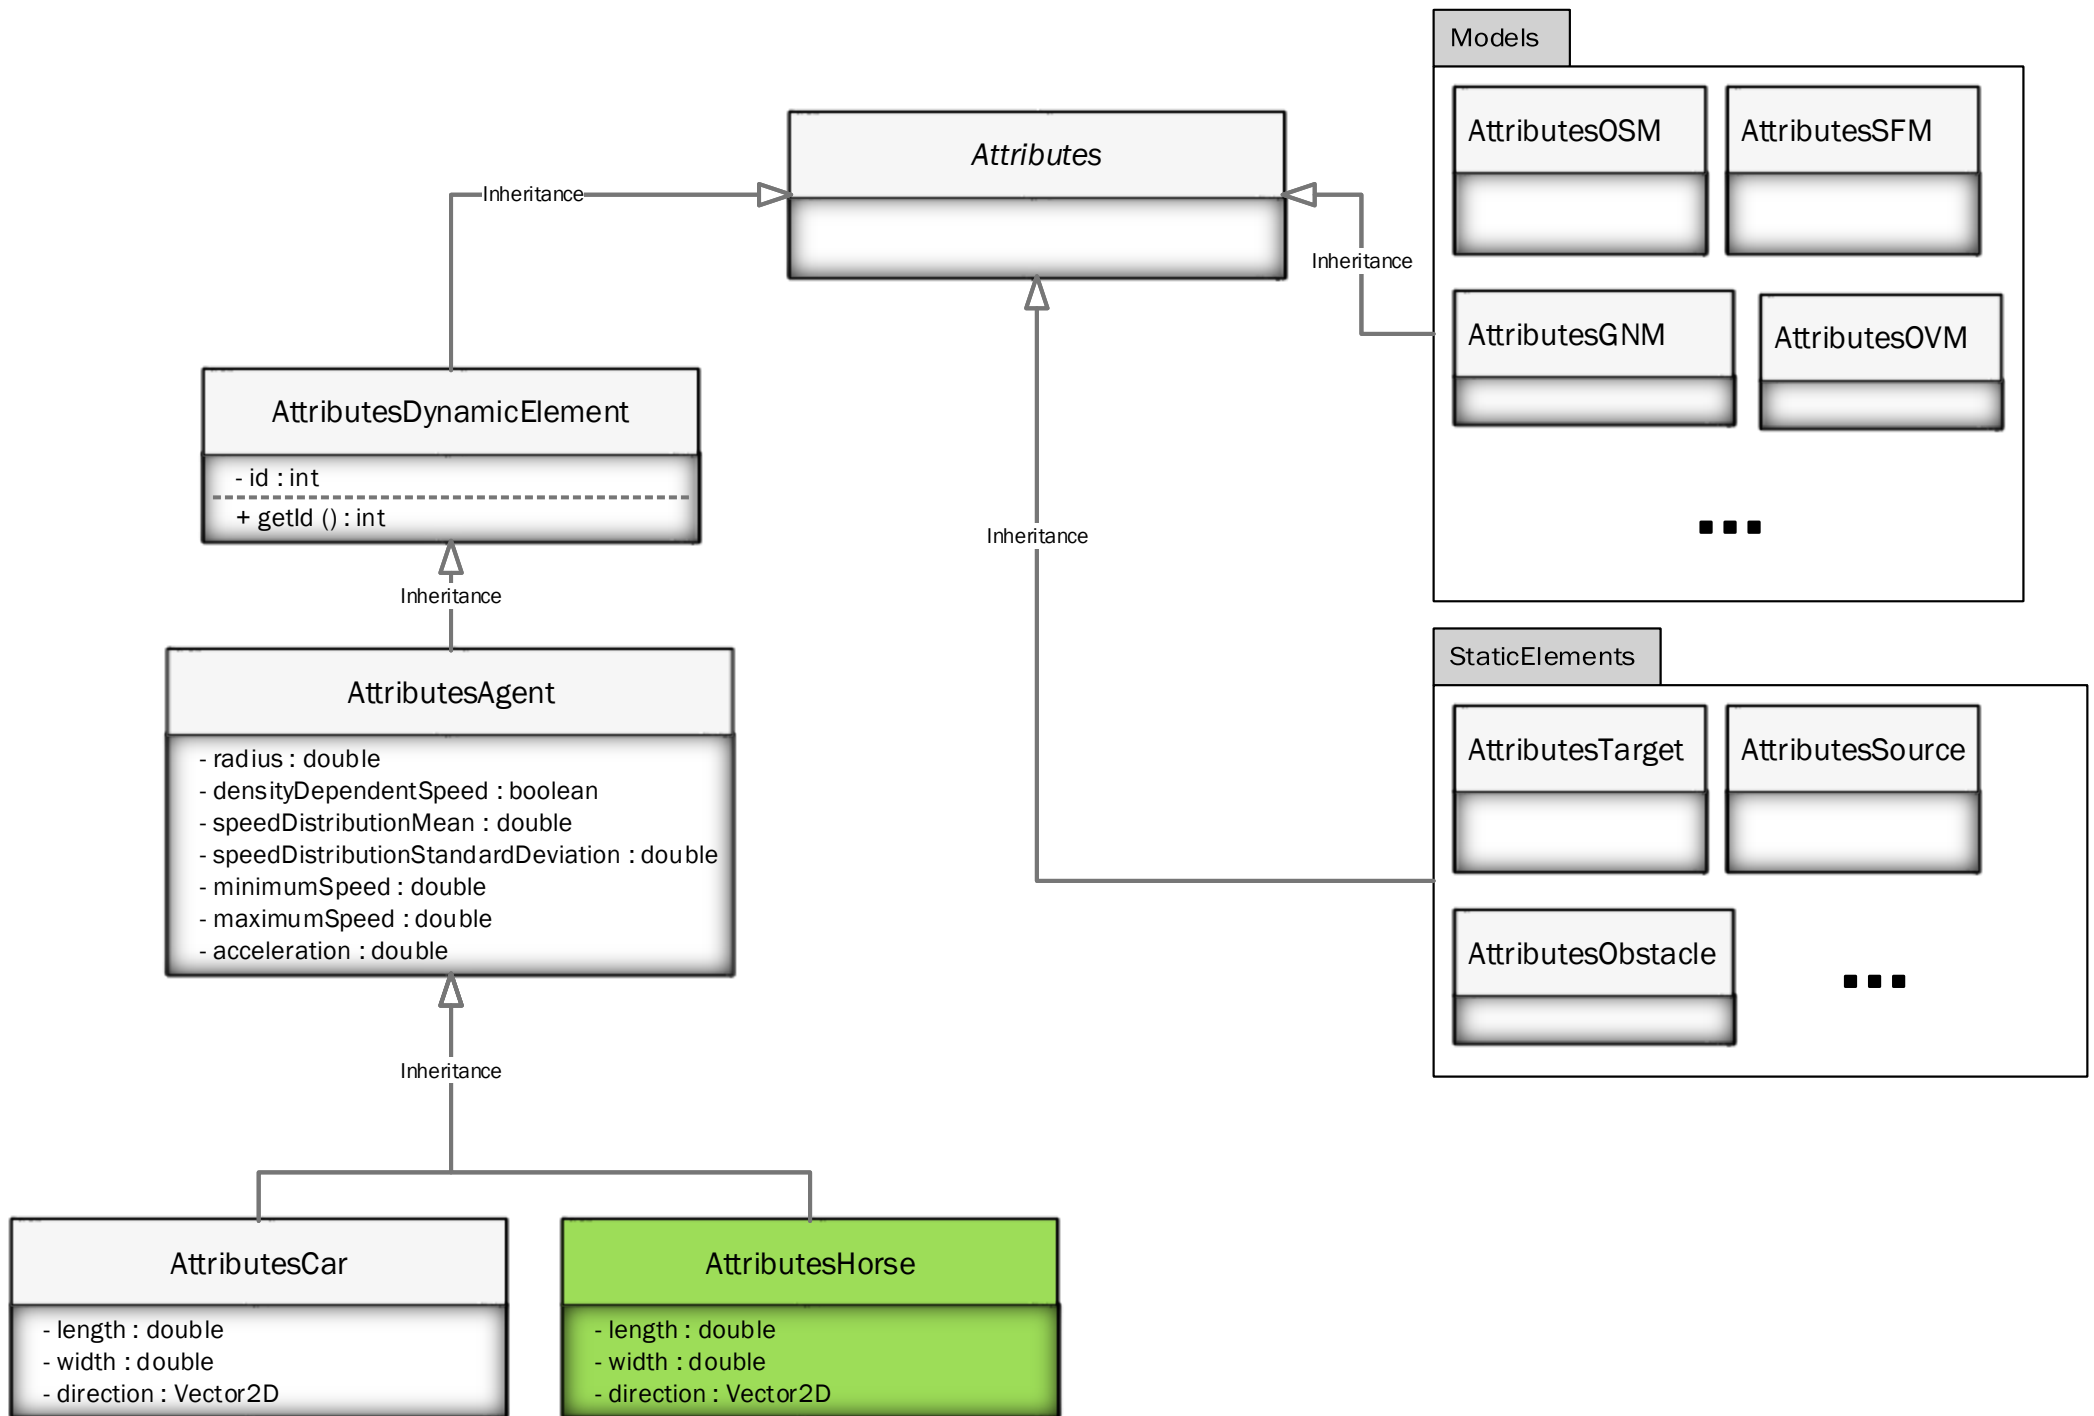 Models
AttributesOSM
AttributesSFM
Attributes
Inheritance
Inheritance
AttributesGNM
AttributesOVM
AttributesDynamicElement
- id : int
+ getId () : int
...
Inheritance
Inheritance
StaticElements
AttributesAgent
- radius : double
- densityDependentSpeed : boolean
- speedDistributionMean : double
- speedDistributionStandardDeviation : double
- minimumSpeed : double
- maximumSpeed : double
- acceleration : double
AttributesTarget
AttributesSource
AttributesObstacle
...
Inheritance
AttributesCar
- length : double
- width : double
- direction : Vector2D
AttributesHorse
- length : double
- width : double
- direction : Vector2D